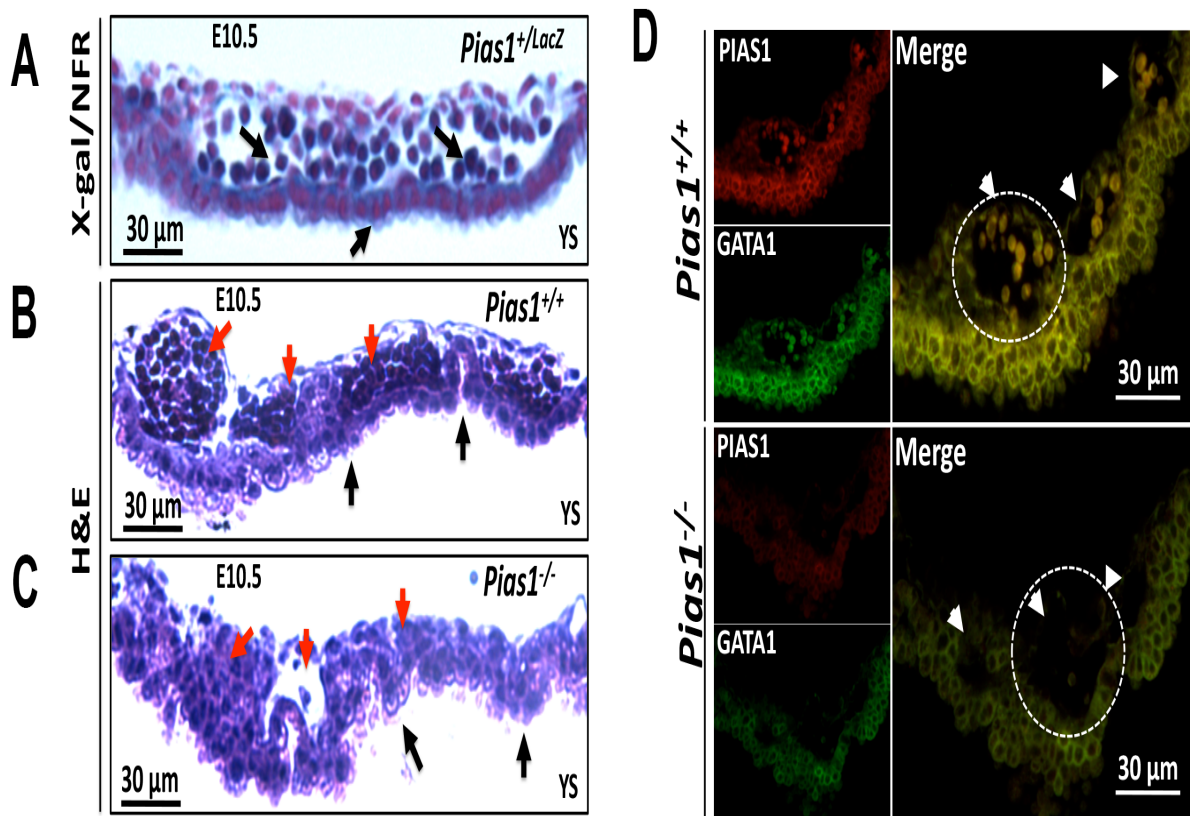 A
X-gal/NFR
E10.5
Pias1+/LacZ
30 µm
YS
B
H&E
E10.5
Pias1+/+
30 µm
YS
C
E10.5
Pias1-/-
30 µm
YS
D
Pias1+/+
PIAS1
Merge
GATA1
30 µm
Pias1-/-
PIAS1
Merge
GATA1
30 µm